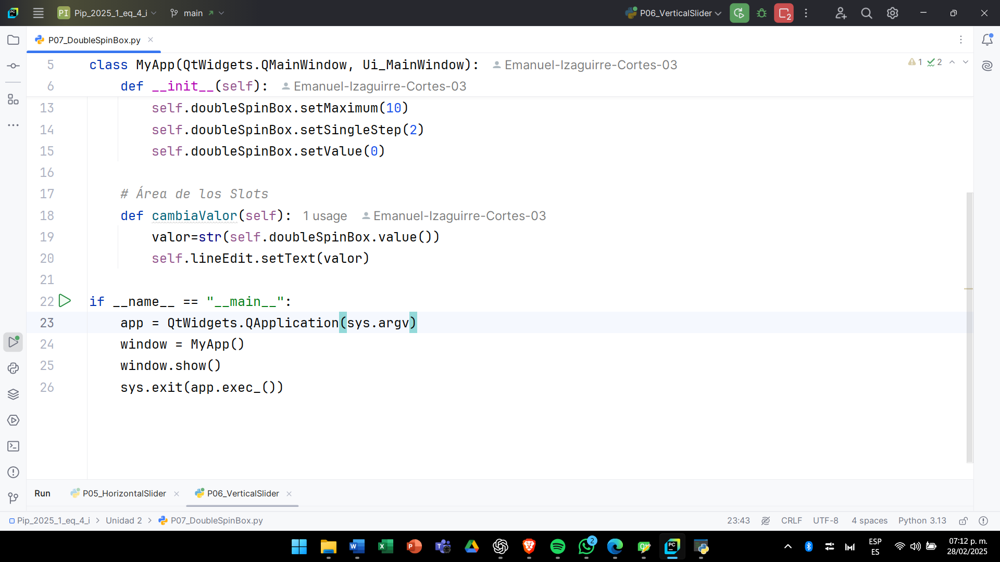 PI Pip_2025_1_eq_4_i main P06_VerticalSlider 2
P07_DoubleSpinBox.py
5 class MyApp(QtWidgets.QMainWindow, Ui_MainWindow): Emanuel-Izaguirre-Cortes-03 1 2
6 def __init__(self): Emanuel-Izaguirre-Cortes-03
13 self.doubleSpinBox.setMaximum(10)
14 self.doubleSpinBox.setSingleStep(2)
15 self.doubleSpinBox.setValue(0)
16
17 # Área de los Slots
18 def cambiaValor(self): 1 usage Emanuel-Izaguirre-Cortes-03
19 valor=str(self.doubleSpinBox.value())
20 self.lineEdit.setText(valor)
21
22 if __name__ == "__main__":
23 app = QtWidgets.QApplication(sys.argv)
24 window = MyApp()
25 window.show()
26 sys.exit(app.exec_())
Run P05_HorizontalSlider P06_VerticalSlider
Pip_2025_1_eq_4_i > Unidad 2 > P07_DoubleSpinBox.py 23:43 CRLF UTF-8 4 spaces Python 3.13
2
ESP
ES
07:12 p. m.
28/02/2025